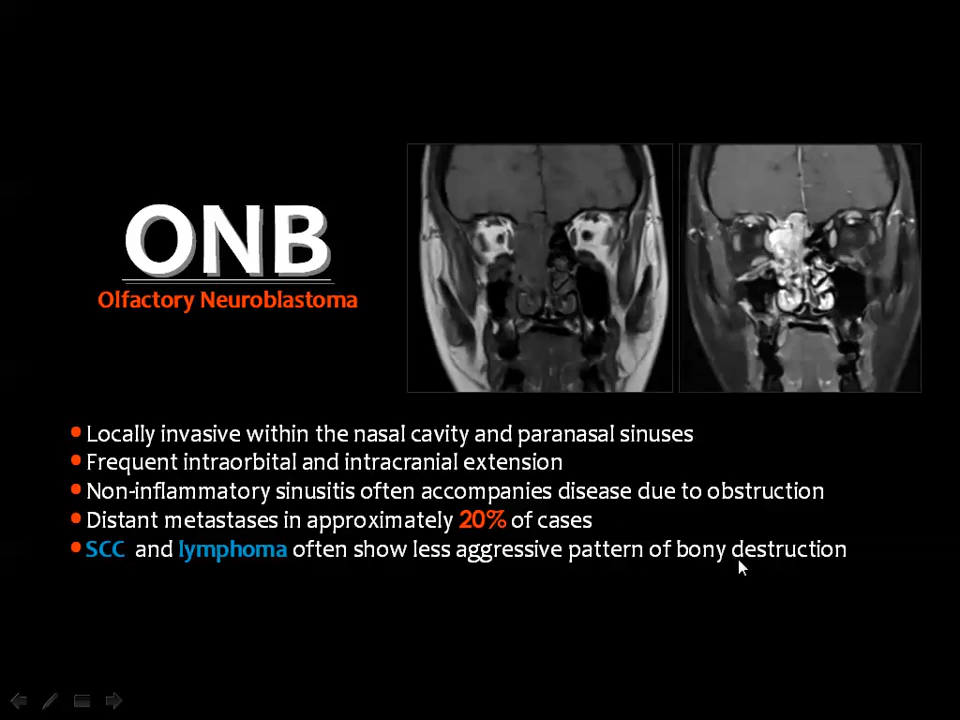 ONB
Olfactory Neuroblastoma
• Locally invasive within the nasal cavity and paranasal sinuses
• Frequent intraorbital and intracranial extension
• Non-inflammatory sinusitis often accompanies disease due to obstruction
• Distant metastases in approximately 20% of cases
• SCC and lymphoma often show less aggressive pattern of bony destruction